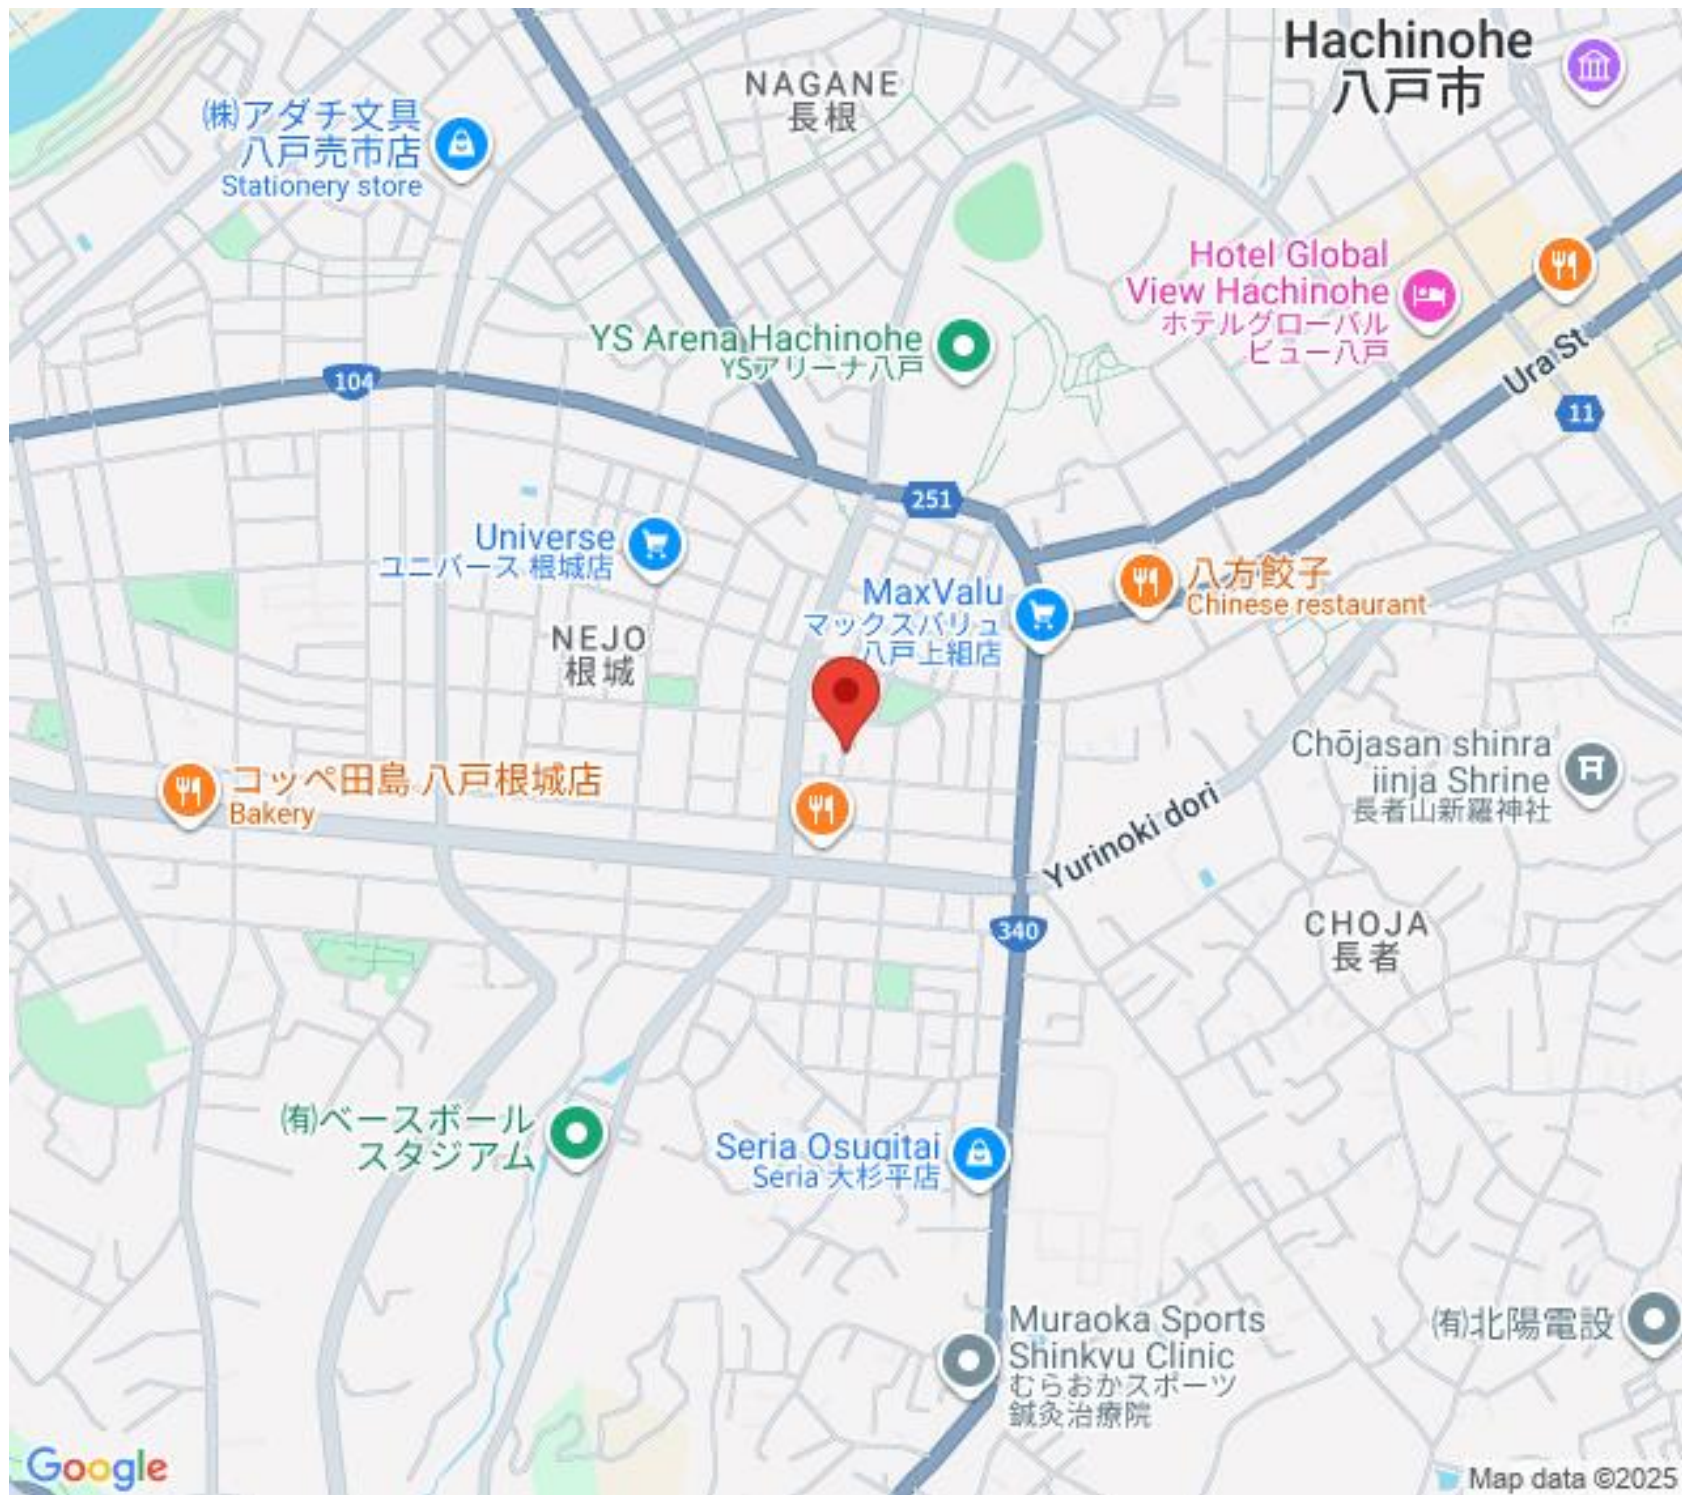 Hachinohe
八戸市
NAGANE
長根
㈱アダチ文具
八戸売市店
Stationery store
Hotel Global
View Hachinohe
ホテルグローバル
ビュー八戸
YS Arena Hachinohe
YSアリーナ八戸
Ura St
104
11
251
Universe
ユニバース 根城店
八方餃子
Chinese restaurant
MaxValu
マックスバリュ
八戸上組店
NEJO
根城
Chōjasan shinra
jinja Shrine
長者山新羅神社
コッペ田島 八戸根城店
Bakery
Yurinoki dori
340
CHOJA
長者
㈲ベースボール
スタジアム
Seria Osugitai
Seria 大杉平店
Muraoka Sports
Shinkyu Clinic
むらおかスポーツ
鍼灸治療院
㈲北陽電設
Google
Map data ©2025